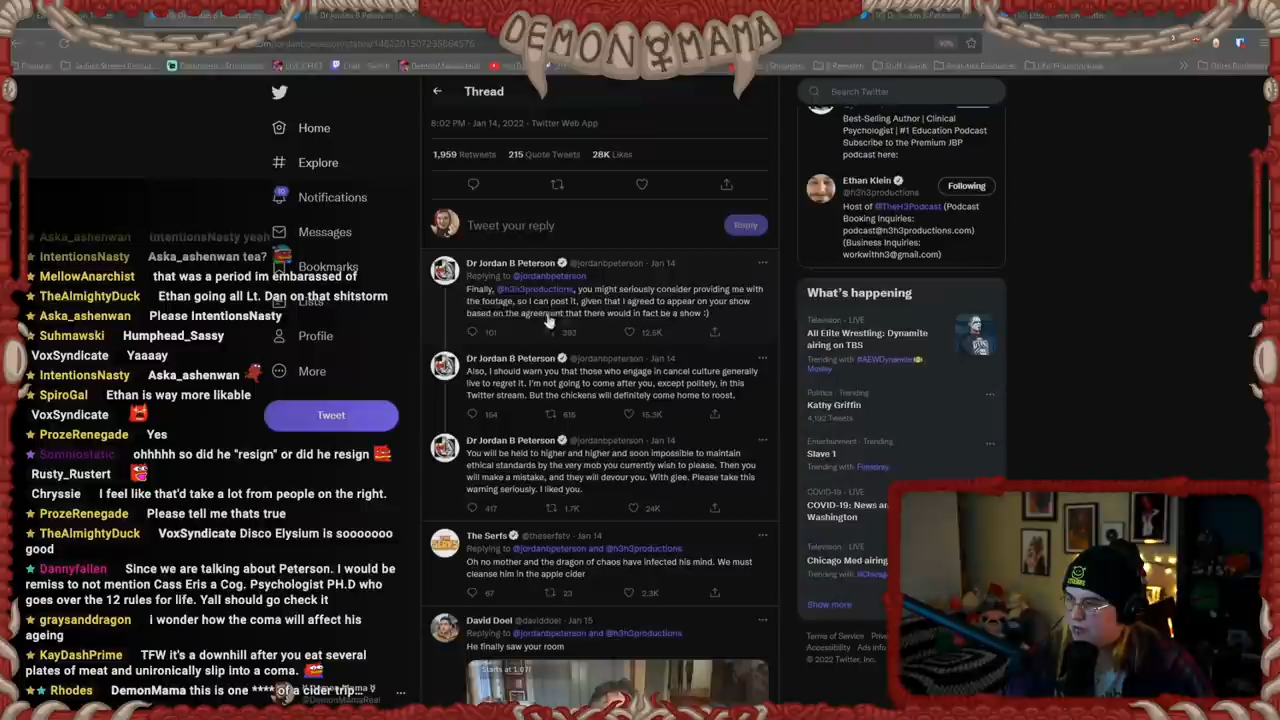 DEMON MAMA
90%
Thread
Search Twitter
8:02 PM · Jan 14, 2022 · Twitter Web App
1,959 Retweets 215 Quote Tweets 28K Likes
Tweet your reply
Reply
Home
Explore
Notifications
Messages
Bookmarks
Lists
Profile
More
Tweet
Dr Jordan B Peterson @jordanbpeterson · Jan 14
Replying to @jordanbpeterson
Finally, @h3h3productions, you might seriously consider providing me with
the footage, so I can post it, given that I agreed to appear on your show
based on the agreement that there would in fact be a show :)
101 393 12.5K
Dr Jordan B Peterson @jordanbpeterson · Jan 14
Also, I should warn you that those who engage in cancel culture generally
live to regret it. I'm not going to come after you, except politely, in this
Twitter stream. But the chickens will definitely come home to roost.
154 615 15.3K
Dr Jordan B Peterson @jordanbpeterson · Jan 14
You will be held to higher and higher and soon impossible to maintain
ethical standards by the very mob you currently wish to please. Then you
will make a mistake, and they will devour you. With glee. Please take this
warning seriously. I liked you.
417 1.7K 24K
The Serfs @theserfstv · Jan 14
Replying to @jordanbpeterson and @h3h3productions
Oh no mother and the dragon of chaos have infected his mind. We must
cleanse him in the apple cider
67 23 2.3K
David Doel @daviddoel · Jan 15
Replying to @jordanbpeterson and @h3h3productions
He finally saw your room
Starts at 1:07!
Best-Selling Author | Clinical
Psychologist | #1 Education Podcast
Subscribe to the Premium JBP
podcast here:
Ethan Klein
@h3h3productions
Following
Host of @TheH3Podcast (Podcast
Booking Inquiries:
podcast@h3h3productions.com)
(Business Inquiries:
workwithn3@gmail.com)
What's happening
Television · LIVE
All Elite Wrestling: Dynamite
airing on TBS
Trending with #AEWDynamite
Moxley
Politics · Trending
Kathy Griffin
4,192 Tweets
Entertainment · Trending
Slave 1
Trending with Firespray
COVID-19 · LIVE
COVID-19: News an
Washington
Television · LIVE
Chicago Med airing
Trending with
Show more
Terms of Service
Accessibility Ads info
© 2022 Twitter, Inc.
Aska_ashenwan IntentionsNasty yeah
IntentionsNasty Aska_ashenwan tea?
MellowAnarchist that was a period im embarassed of
TheAlmightyDuck Ethan going all Lt. Dan on that shitstorm
Aska_ashenwan Please IntentionsNasty
Suhmawski Humphead_Sassy
VoxSyndicate Yaaaay
IntentionsNasty Aska_ashenwan
SpiroGal Ethan is way more likable
VoxSyndicate
ProzeRenegade Yes
Somniostatic ohhhhh so did he "resign" or did he resign
Rusty_Rustert
Chryssie I feel like that'd take a lot from people on the right.
ProzeRenegade Please tell me thats true
TheAlmightyDuck VoxSyndicate Disco Elysium is sooooooo
good
Dannyfallen Since we are talking about Peterson. I would be
remiss to not mention Cass Eris a Cog. Psychologist PH.D who
goes over the 12 rules for life. Yall should go check it
graysanddragon i wonder how the coma will affect his
ageing
KayDashPrime TFW it's a downhill after you eat several
plates of meat and unironically slip into a coma.
Rhodes DemonMama this is one **** of a cider trip...
@DemonMamaReal